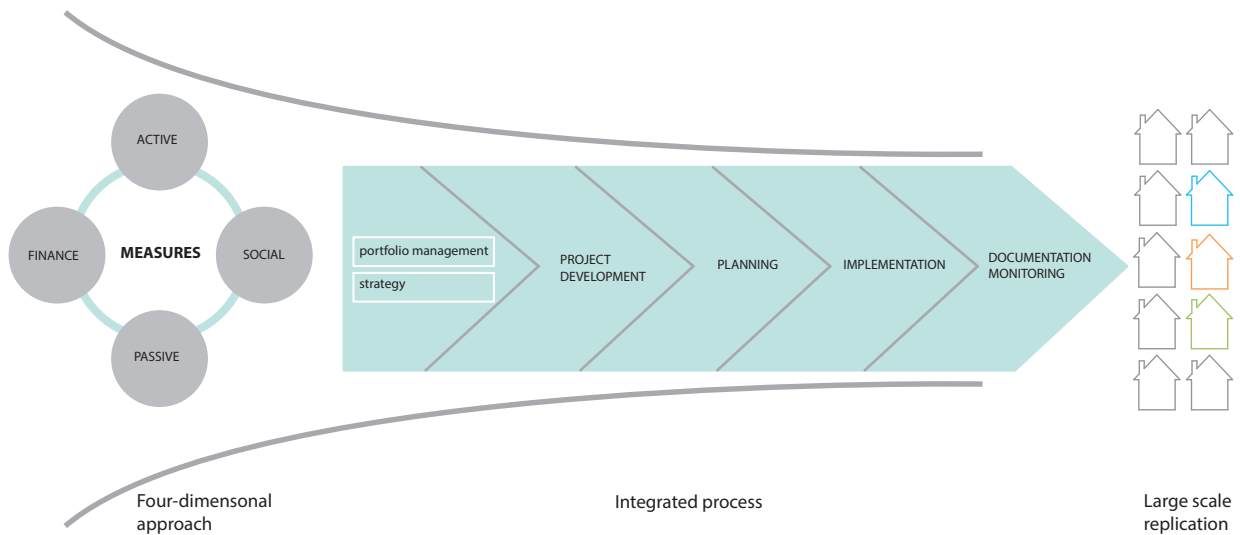 ACTIVE
FINANCE
MEASURES
SOCIAL
PASSIVE
portfolio management
strategy
PROJECT
DEVELOPMENT
PLANNING
IMPLEMENTATION
DOCUMENTATION
MONITORING
Four-dimensonal
approach
Integrated process
Large scale
replication